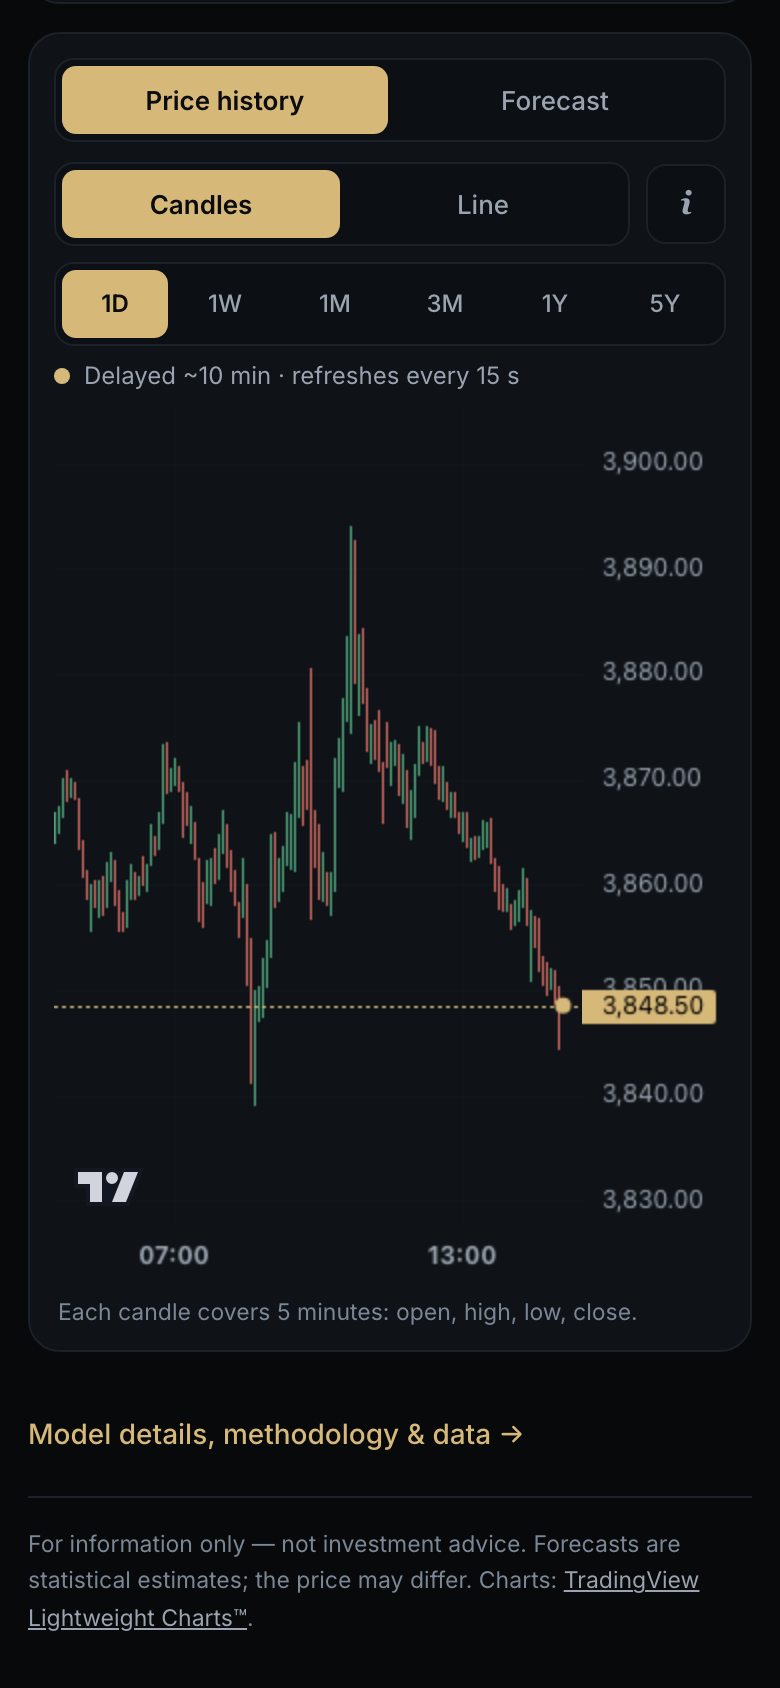 Price history
Forecast
Candles
Line
i
1D
1W
1M
3M
1Y
5Y
Delayed ~10 min · refreshes every 15 s
3,900.00
3,890.00
3,880.00
3,870.00
3,860.00
3,850.00
3,848.50
3,840.00
3,830.00
07:00
13:00
Each candle covers 5 minutes: open, high, low, close.
Model details, methodology & data →
For information only — not investment advice. Forecasts are
statistical estimates; the price may differ. Charts: TradingView
Lightweight Charts™.